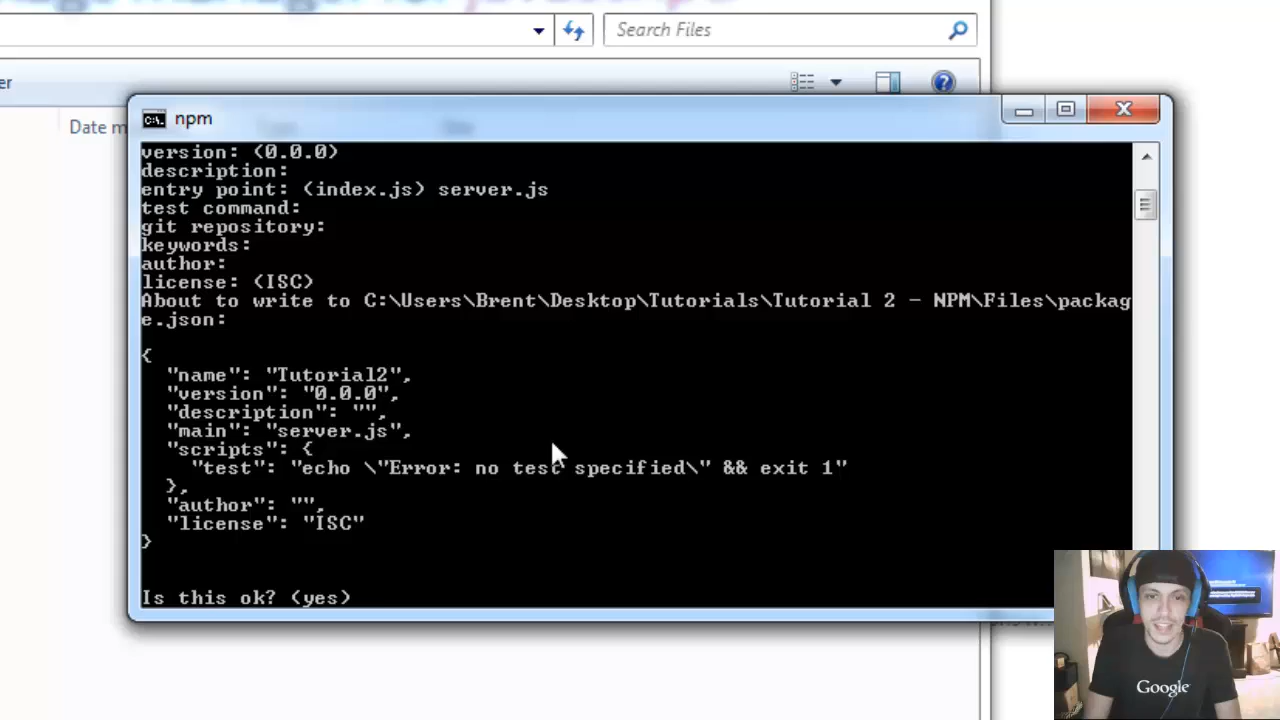 Search Files
er
Date m
npm
version: (0.0.0)
description:
entry point: (index.js) server.js
test command:
git repository:
keywords:
author:
license: (ISC)
About to write to C:\Users\Brent\Desktop\Tutorials\Tutorial 2 - NPM\Files\packag
e.json:
{
"name": "Tutorial2",
"version": "0.0.0",
"description": "",
"main": "server.js",
"scripts": {
"test": "echo \"Error: no test specified\" && exit 1"
},
"author": "",
"license": "ISC"
}
Is this ok? (yes)
Google